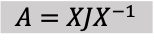 A = XJX⁻¹